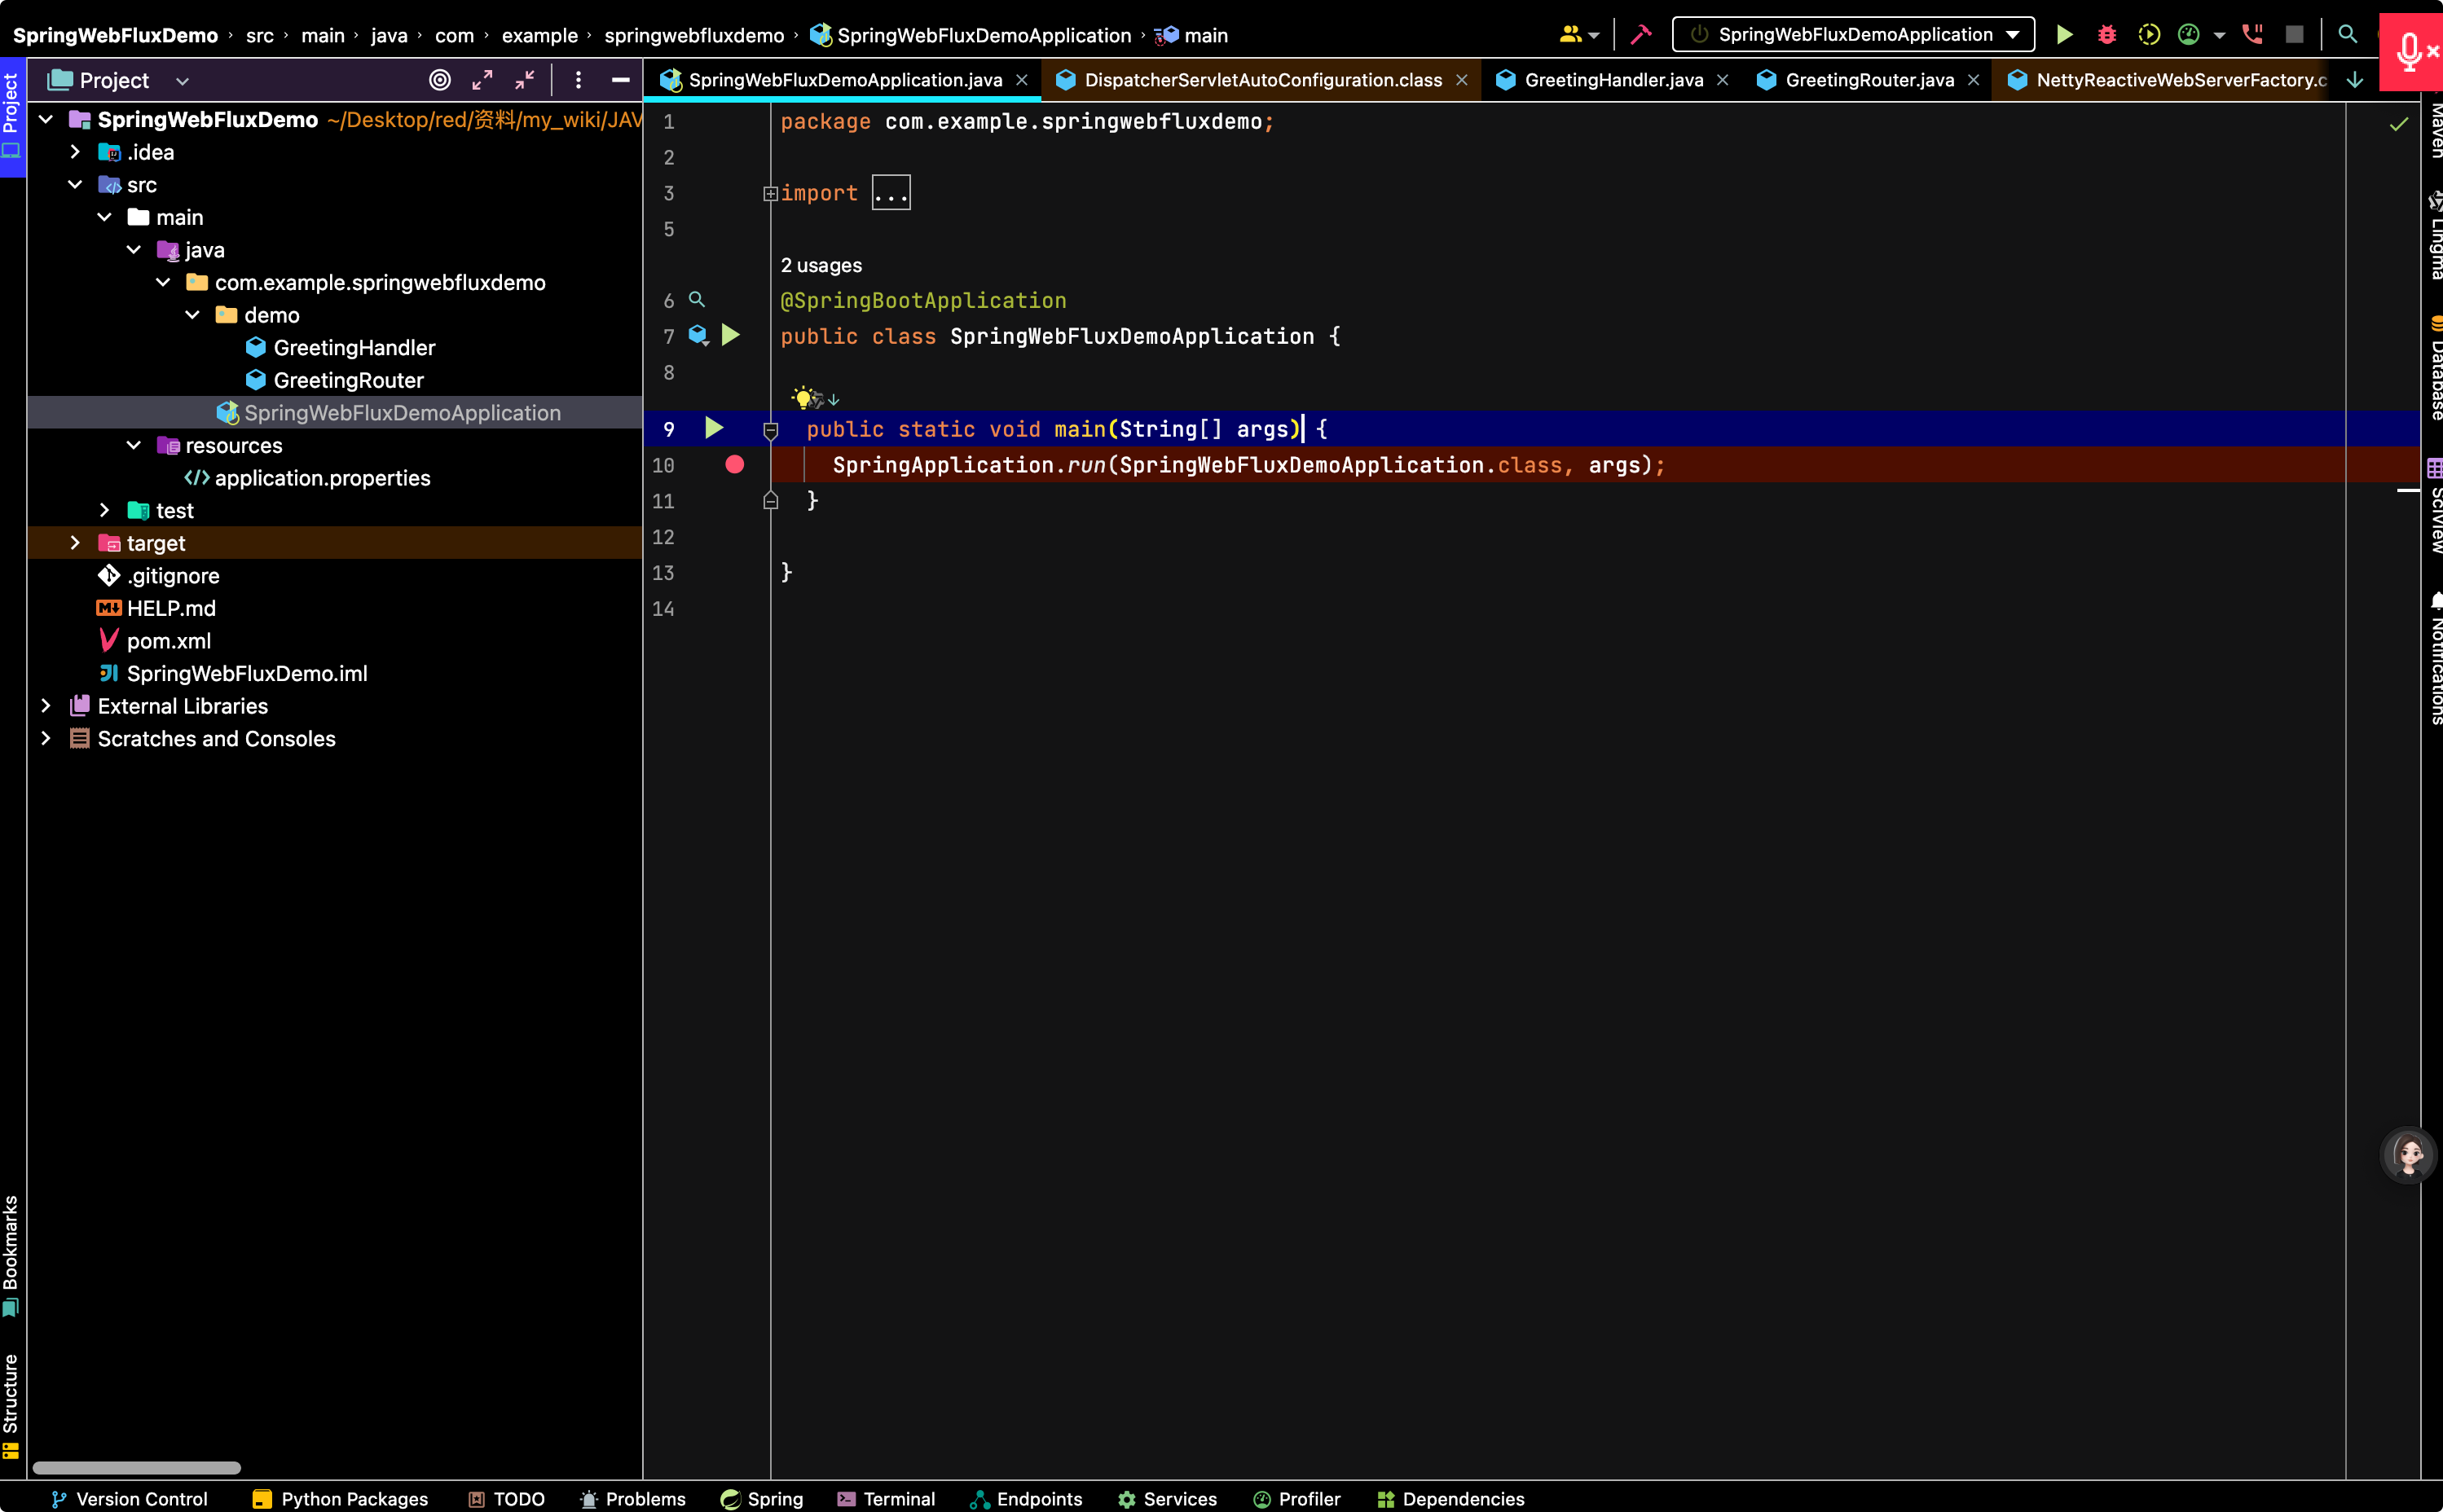 SpringWebFluxDemo › src › main › java › com › example › springwebfluxdemo › SpringWebFluxDemoApplication › main
SpringWebFluxDemoApplication
Project
SpringWebFluxDemoApplication.java
DispatcherServletAutoConfiguration.class
GreetingHandler.java
GreetingRouter.java
NettyReactiveWebServerFactory.c
Project
SpringWebFluxDemo ~/Desktop/red/资料/my_wiki/JAV
.idea
src
main
java
com.example.springwebfluxdemo
demo
GreetingHandler
GreetingRouter
SpringWebFluxDemoApplication
resources
application.properties
test
target
.gitignore
HELP.md
pom.xml
SpringWebFluxDemo.iml
External Libraries
Scratches and Consoles
Bookmarks
Structure
1 package com.example.springwebfluxdemo;
2
3 import ...
5
2 usages
6 @SpringBootApplication
7 public class SpringWebFluxDemoApplication {
8
9 public static void main(String[] args) {
10 SpringApplication.run(SpringWebFluxDemoApplication.class, args);
11 }
12
13 }
14
Maven
Lingma
Database
SciView
Notifications
Version Control
Python Packages
TODO
Problems
Spring
Terminal
Endpoints
Services
Profiler
Dependencies